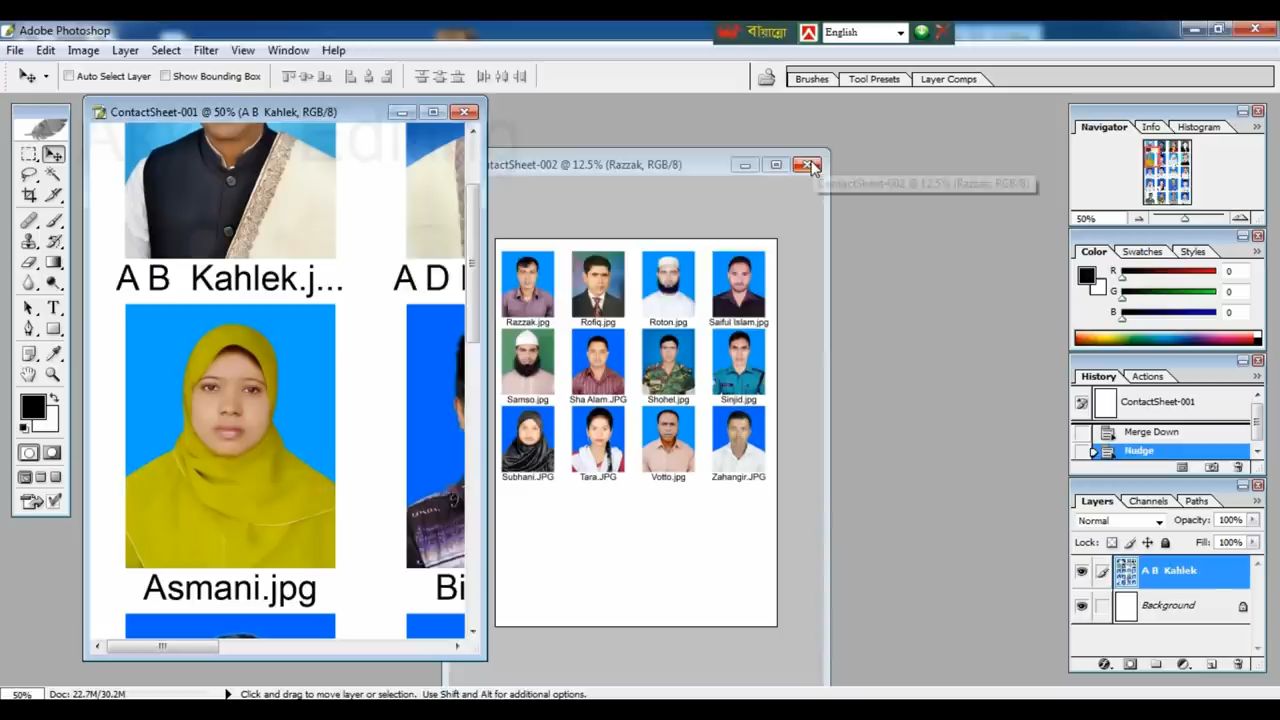 Adobe Photoshop
বায়ান্নো
English
File Edit Image Layer Select Filter View Window Help
Auto Select Layer Show Bounding Box
Brushes Tool Presets Layer Comps
ContactSheet-001 @ 50% (A B Kahlek, RGB/8)
ntactSheet-002 @ 12.5% (Razzak, RGB/8)
ContactSheet-002 @ 12.5% (Razzak, RGB/8)
A B Kahlek.j...
A D
Asmani.jpg
Bi
Razzak.jpg Rofiq.jpg Roton.jpg Saiful Islam.jpg
Samso.jpg Sha Alam.JPG Shohel.jpg Sinjid.jpg
Subhani.JPG Tara.JPG Votto.jpg Zahangir.JPG
Navigator Info Histogram
50%
Color Swatches Styles
R 0
G 0
B 0
History Actions
ContactSheet-001
Merge Down
Nudge
Layers Channels Paths
Normal Opacity: 100%
Lock: Fill: 100%
A B Kahlek
Background
50% Doc: 22.7M/30.2M Click and drag to move layer or selection. Use Shift and Alt for additional options.